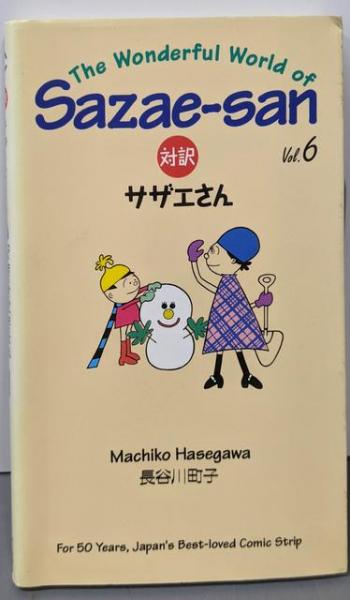 The Wonderful World of
Sazae-san
対訳
Vol.6
サザエさん
Machiko Hasegawa
長谷川町子
For 50 Years, Japan's Best-loved Comic Strip